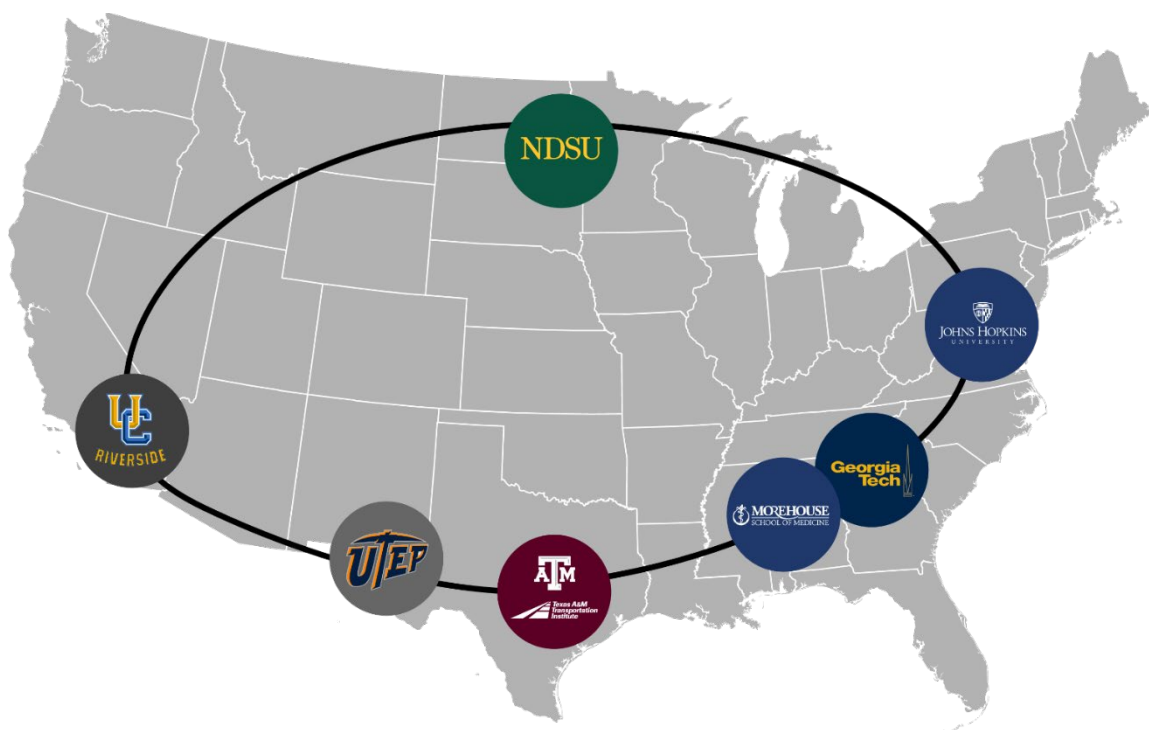 NDSU
JOHNS HOPKINS
UNIVERSITY
UC
RIVERSIDE
Georgia
Tech
MOREHOUSE
SCHOOL OF MEDICINE
UTEP
ATM
Texas A&M
Transportation
Institute